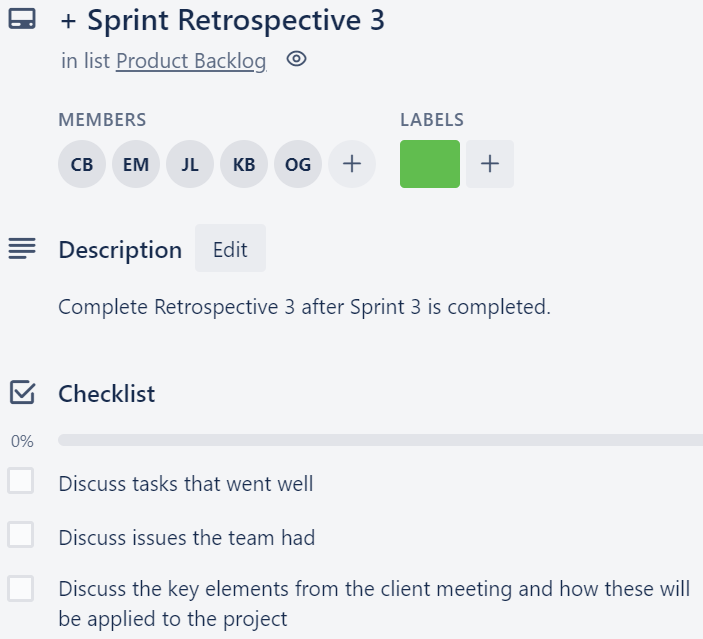 + Sprint Retrospective 3
in list Product Backlog
MEMBERS
LABELS
CB EM JL KB OG +
+
Description Edit
Complete Retrospective 3 after Sprint 3 is completed.
Checklist
0%
Discuss tasks that went well
Discuss issues the team had
Discuss the key elements from the client meeting and how these will
be applied to the project